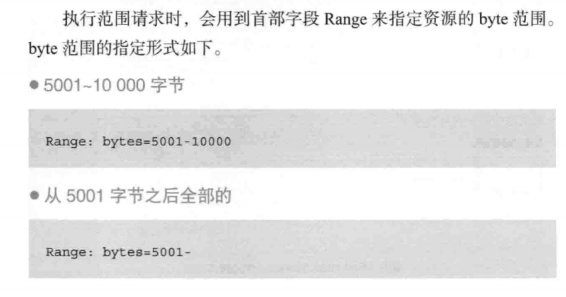 执行范围请求时，会用到首部字段 Range 来指定资源的 byte 范围。
byte 范围的指定形式如下。
● 5001~10 000 字节
Range: bytes=5001-10000
● 从 5001 字节之后全部的
Range: bytes=5001-